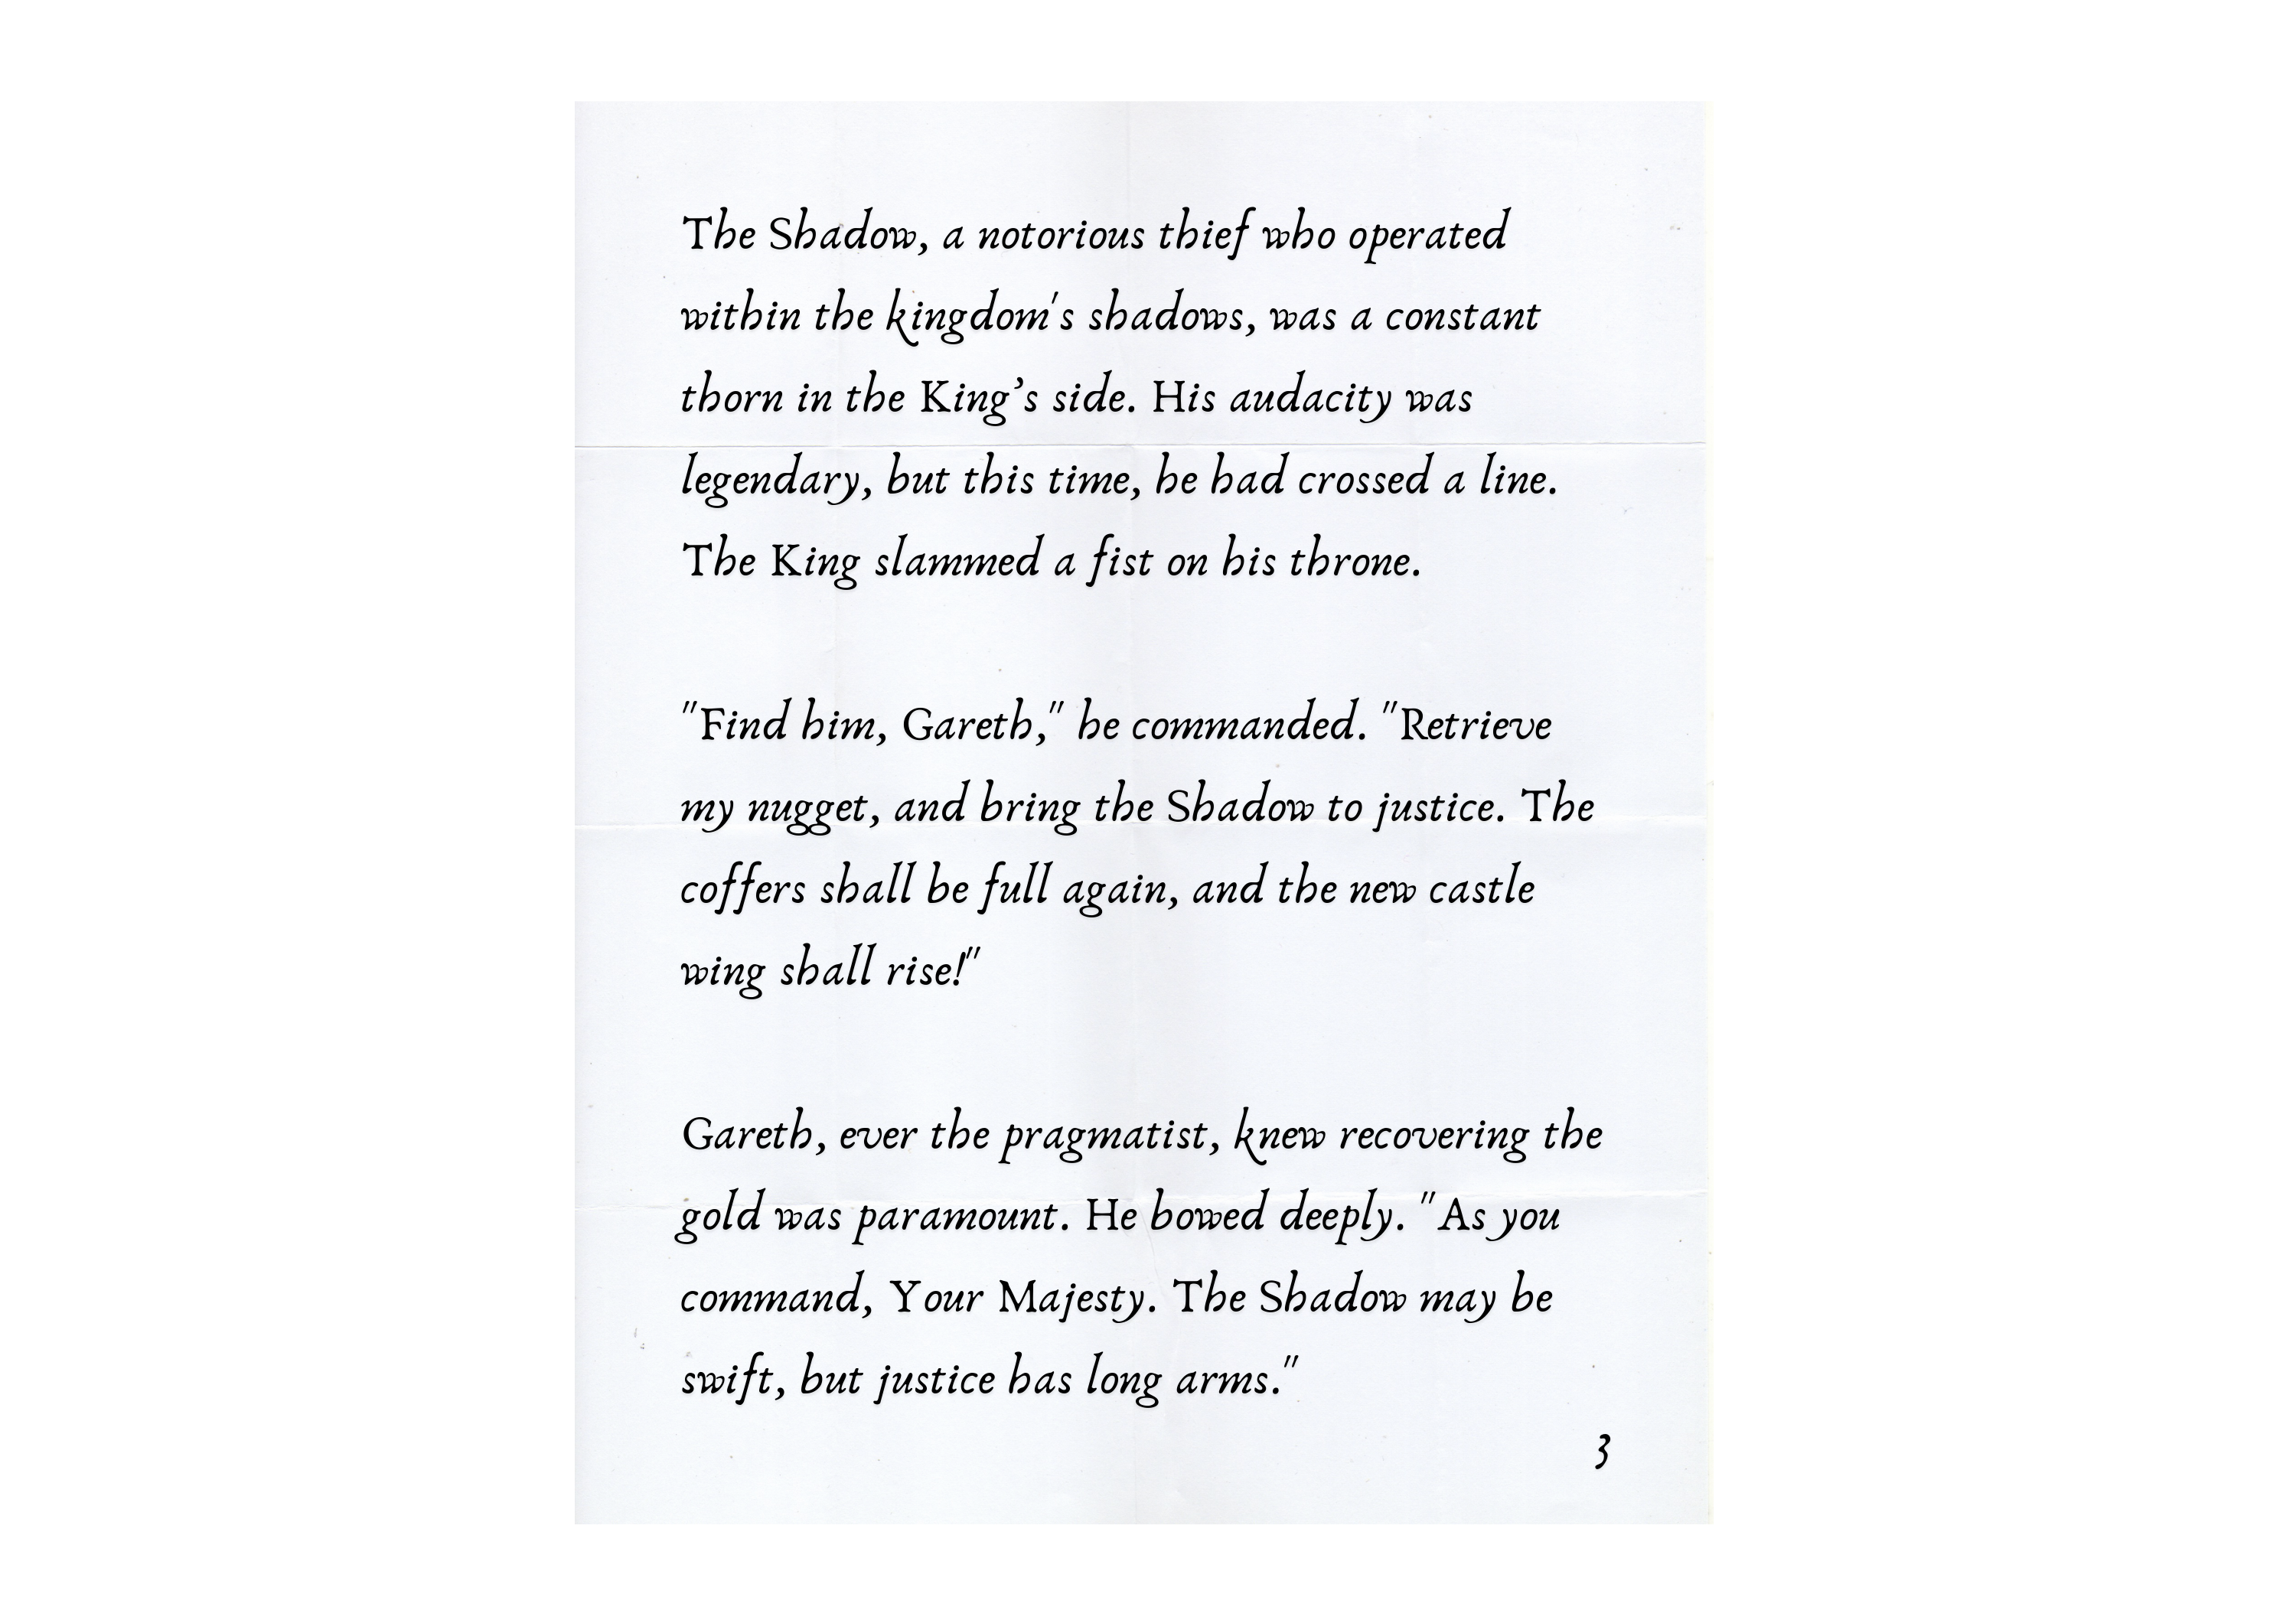 The Shadow, a notorious thief who operated
within the kingdom's shadows, was a constant
thorn in the King’s side. His audacity was
legendary, but this time, he had crossed a line.
The King slammed a fist on his throne.
"Find him, Gareth," he commanded. "Retrieve
my nugget, and bring the Shadow to justice. The
coffers shall be full again, and the new castle
wing shall rise!"
Gareth, ever the pragmatist, knew recovering the
gold was paramount. He bowed deeply. "As you
command, Your Majesty. The Shadow may be
swift, but justice has long arms."
3